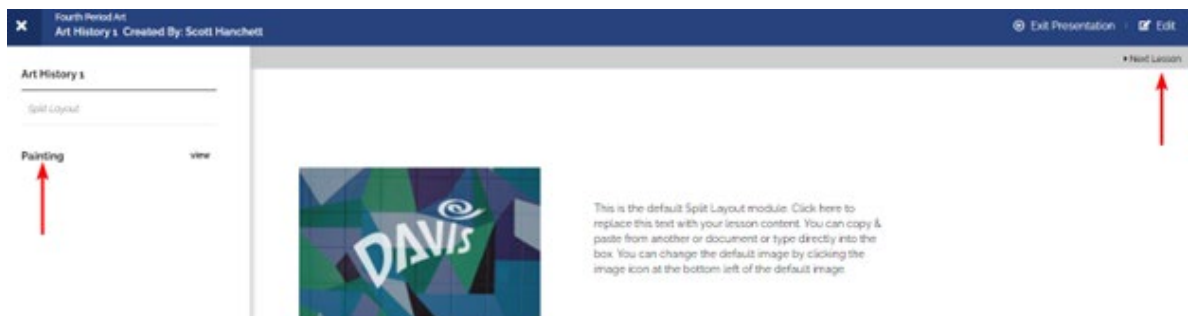 Fourth Period Art
Art History 1 Created By: Scott Hanchett
Exit Presentation
Edit
Next Lesson
Art History 1
Split Layout
Painting
view
DAVIS
This is the default Split Layout module. Click here to
replace this text with your lesson content. You can copy &
paste from another or document or type directly into the
box. You can change the default image by clicking the
image icon at the bottom left of the default image.